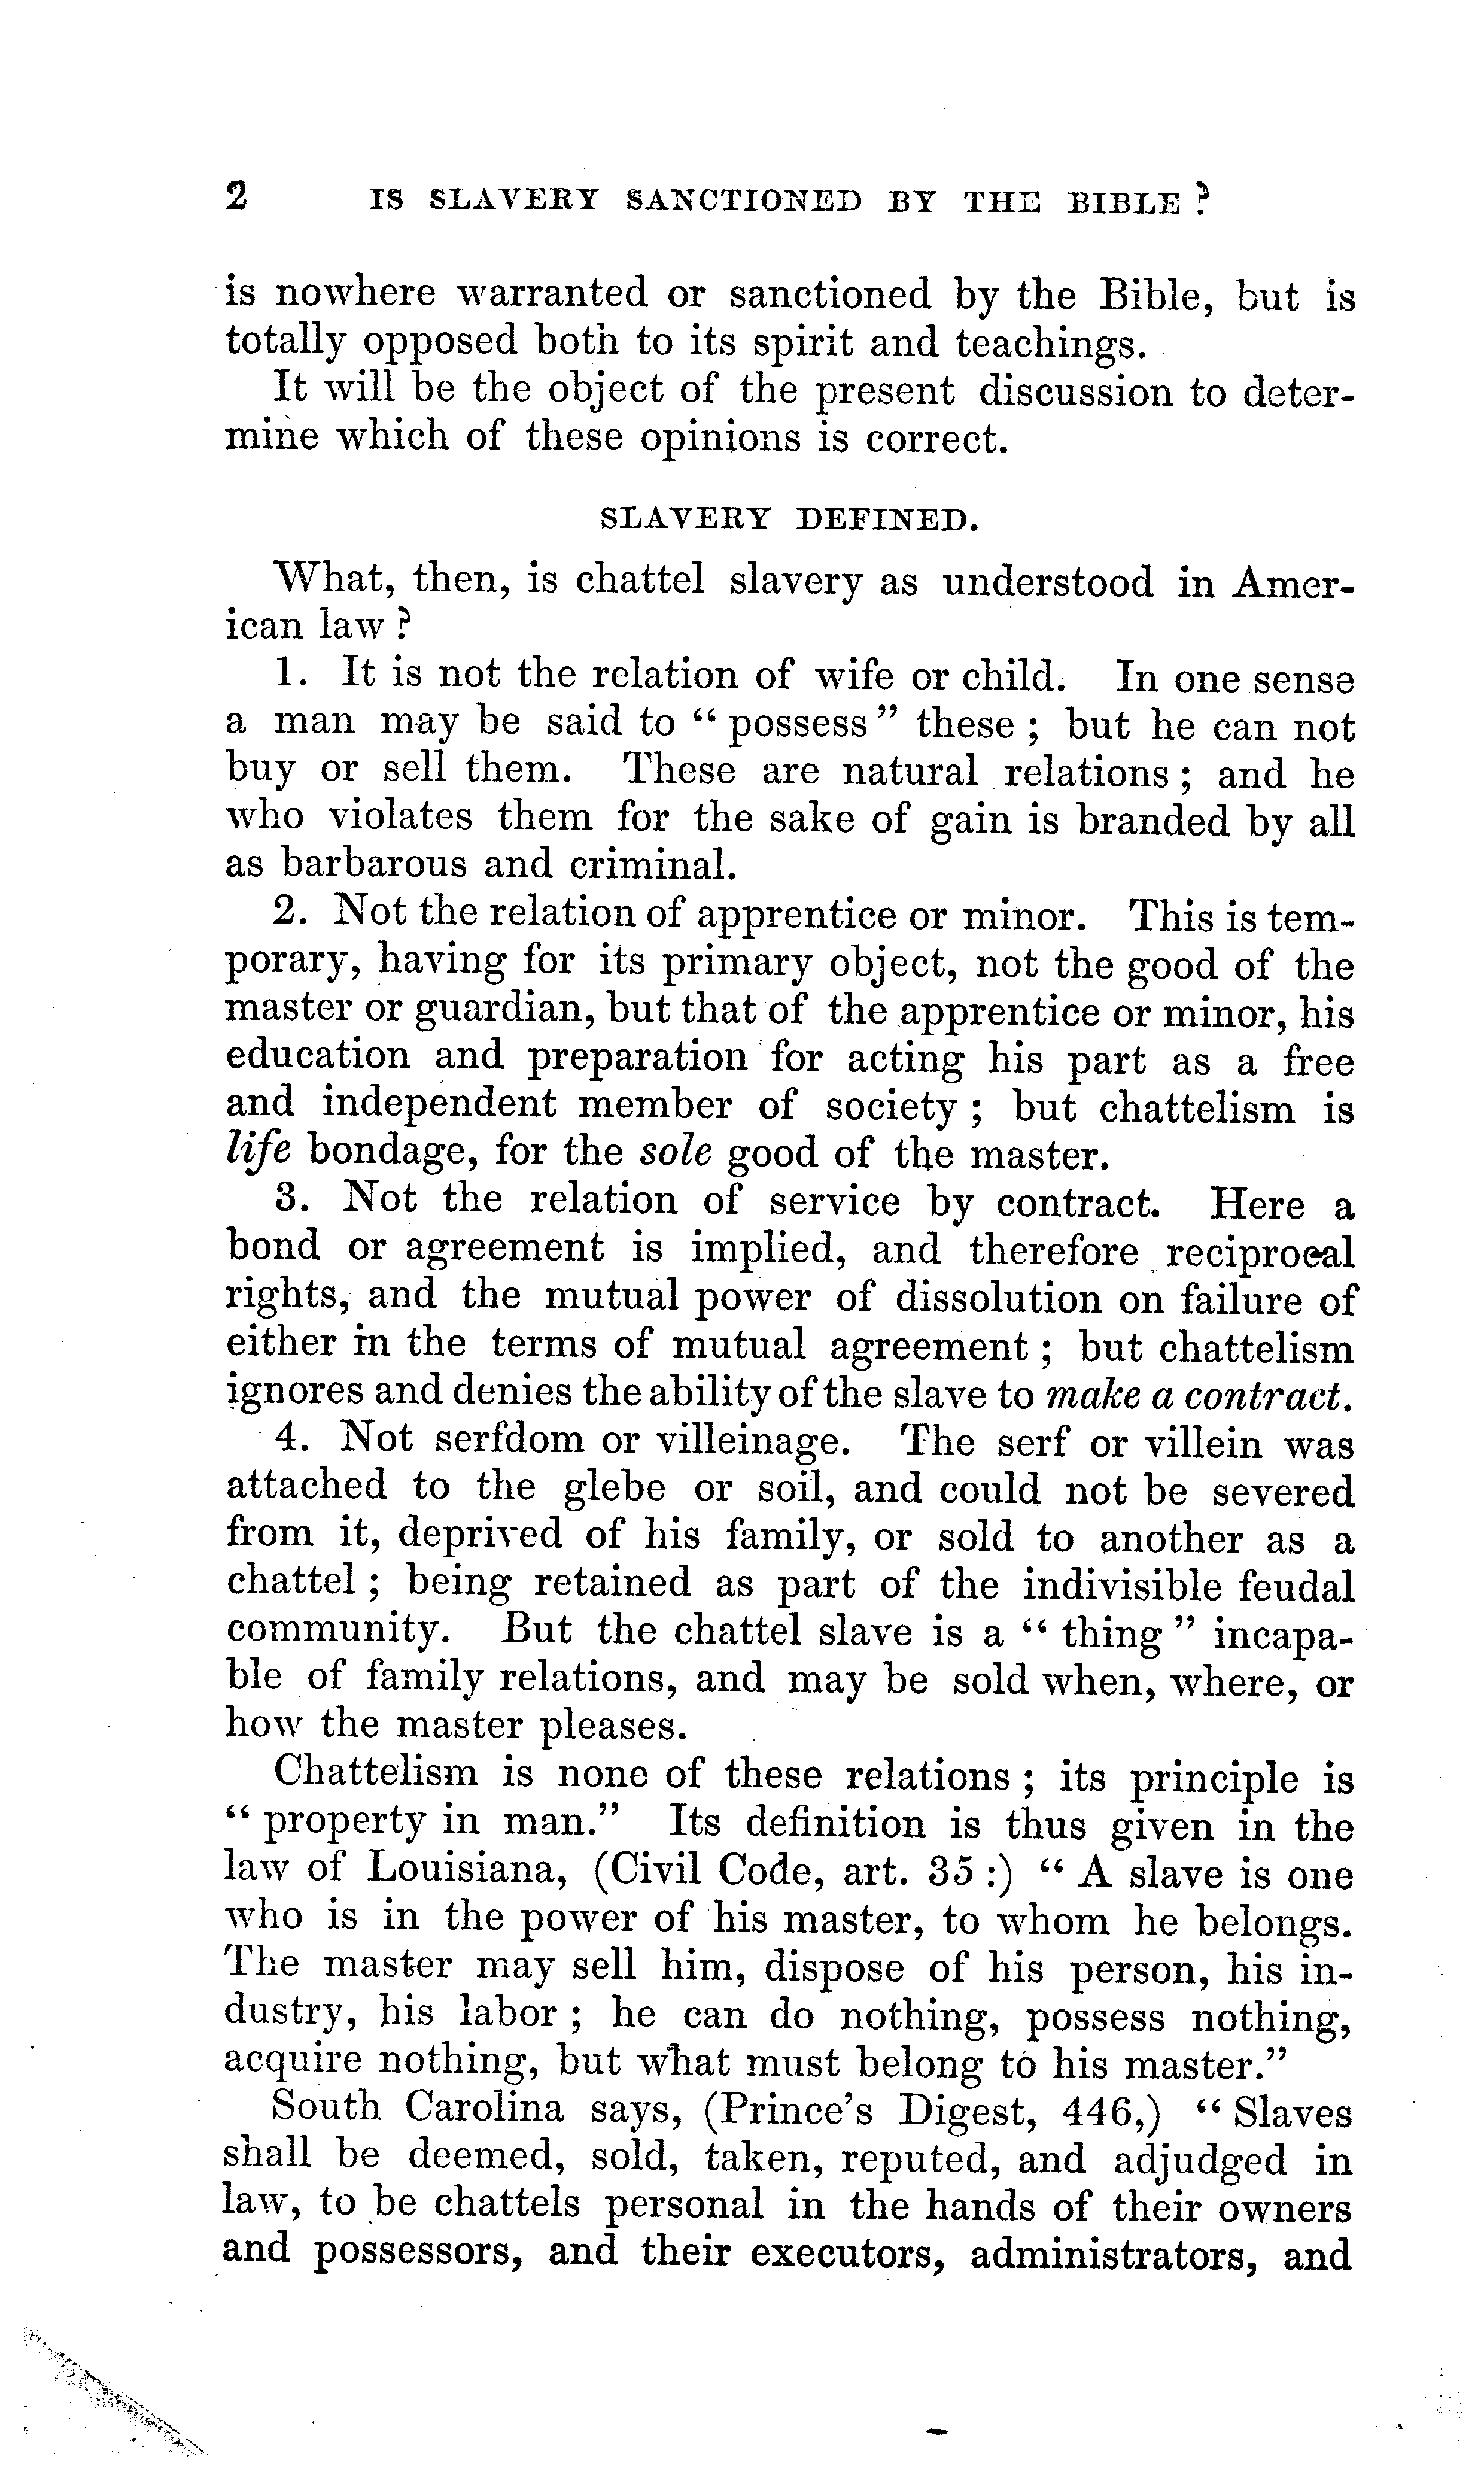 2 IS SLAVERY SANCTIONED BY THE BIBLE?
is nowhere warranted or sanctioned by the Bible, but is
totally opposed both to its spirit and teachings.
It will be the object of the present discussion to deter-
mine which of these opinions is correct.
SLAVERY DEFINED.
What, then, is chattel slavery as understood in Amer-
ican law?
1. It is not the relation of wife or child. In one sense
a man may be said to “possess” these; but he can not
buy or sell them. These are natural relations; and he
who violates them for the sake of gain is branded by all
as barbarous and criminal.
2. Not the relation of apprentice or minor. This is tem-
porary, having for its primary object, not the good of the
master or guardian, but that of the apprentice or minor, his
education and preparation for acting his part as a free
and independent member of society; but chattelism is
life bondage, for the sole good of the master.
3. Not the relation of service by contract. Here a
bond or agreement is implied, and therefore reciprocal
rights, and the mutual power of dissolution on failure of
either in the terms of mutual agreement; but chattelism
ignores and denies the ability of the slave to make a contract.
4. Not serfdom or villeinage. The serf or villein was
attached to the glebe or soil, and could not be severed
from it, deprived of his family, or sold to another as a
chattel; being retained as part of the indivisible feudal
community. But the chattel slave is a “thing” incapa-
ble of family relations, and may be sold when, where, or
how the master pleases.
Chattelism is none of these relations; its principle is
“property in man.” Its definition is thus given in the
law of Louisiana, (Civil Code, art. 35:) “A slave is one
who is in the power of his master, to whom he belongs.
The master may sell him, dispose of his person, his in-
dustry, his labor; he can do nothing, possess nothing,
acquire nothing, but what must belong to his master.”
South Carolina says, (Prince’s Digest, 446,) “Slaves
shall be deemed, sold, taken, reputed, and adjudged in
law, to be chattels personal in the hands of their owners
and possessors, and their executors, administrators, and